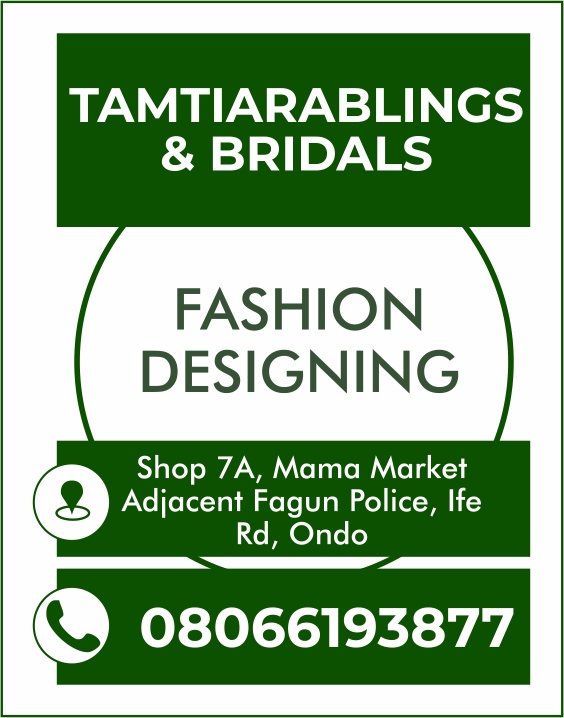 TAMTIARABLINGS
& BRIDALS
FASHION
DESIGNING
Shop 7A, Mama Market
Adjacent Fagun Police, Ife
Rd, Ondo
08066193877